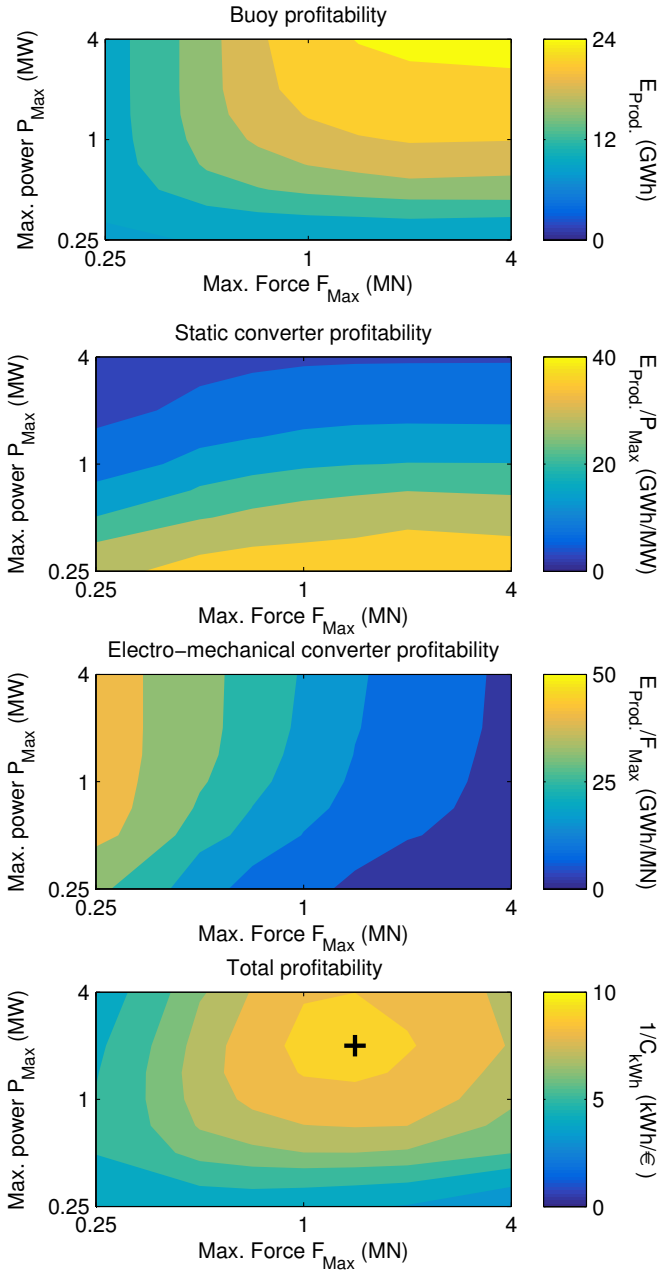 Buoy profitability
Max. power P_Max (MW)
4
1
0.25
0.25
1
4
Max. Force F_Max (MN)
24
12
0
E_Prod. (GWh)
Static converter profitability
Max. power P_Max (MW)
4
1
0.25
0.25
1
4
Max. Force F_Max (MN)
40
20
0
E_Prod./P_Max (GWh/MW)
Electro−mechanical converter profitability
Max. power P_Max (MW)
4
1
0.25
0.25
1
4
Max. Force F_Max (MN)
50
25
0
E_Prod./F_Max (GWh/MN)
Total profitability
Max. power P_Max (MW)
4
1
0.25
0.25
1
4
Max. Force F_Max (MN)
10
5
0
1/C_kWh (kWh/€)